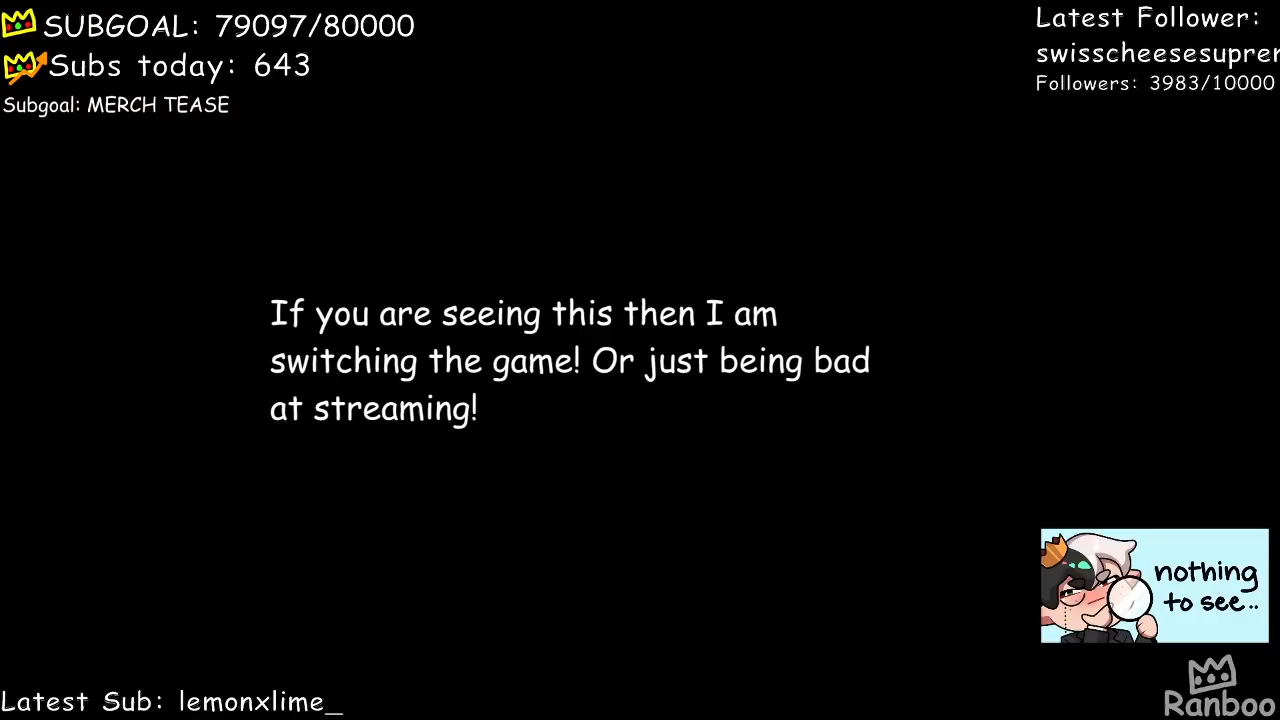 SUBGOAL: 79097/80000
Subs today: 643
Subgoal: MERCH TEASE
Latest Follower:
Followers: 3983/10000
If you are seeing this then I am
switching the game! Or just being bad
at streaming!
nothing
to see..
Latest Sub: lemonxlime_
Ranboo